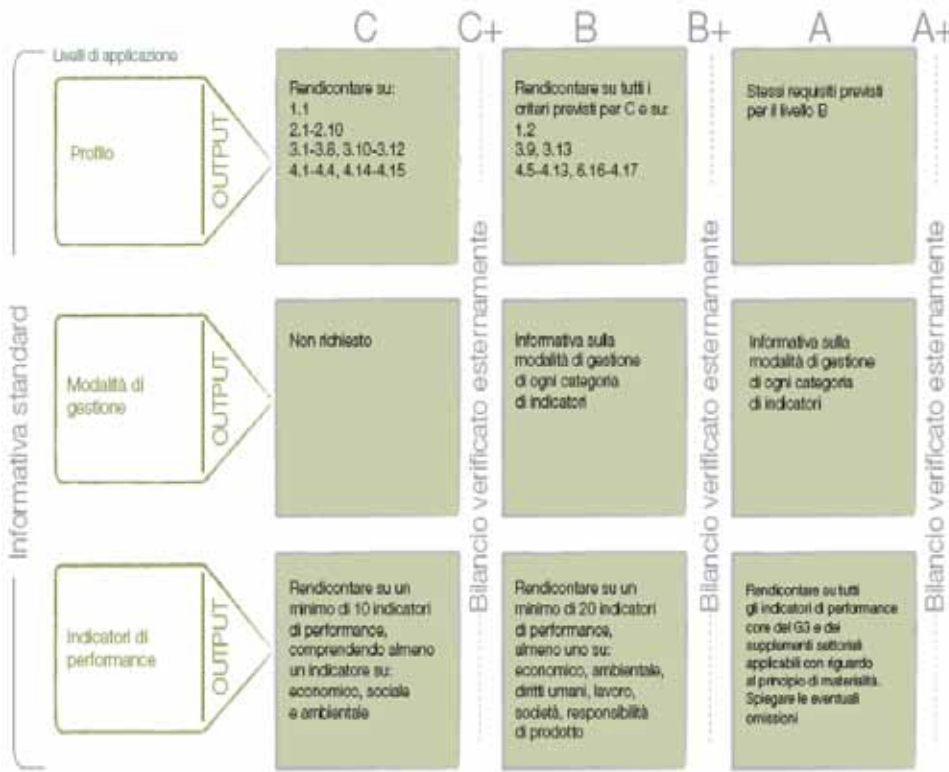 C
C+
B
B+
A
A+
Livelli di applicazione
Informativa standard
Profilo
OUTPUT
Rendicontare su:
1.1
2.1-2.10
3.1-3.8, 3.10-3.12
4.1-4.4, 4.14-4.15
Rendicontare su tutti i
criteri previsti per C e su:
1.2
3.9, 3.13
4.5-4.13, 6.16-4.17
Stessi requisiti previsti
per il livello B
Modalità di
gestione
OUTPUT
Non richiesto
Informativa sulla
modalità di gestione
di ogni categoria
di indicatori
Informativa sulla
modalità di gestione
di ogni categoria
di indicatori
Indicatori di
performance
OUTPUT
Rendicontare su un
minimo di 10 indicatori
di performance,
comprendendo almeno
un indicatore su:
economico, sociale
e ambientale
Rendicontare su un
minimo di 20 indicatori
di performance,
almeno uno su:
economico, ambientale,
diritti umani, lavoro,
società, responsabilità
di prodotto
Rendicontare su tutti
gli indicatori di performance
core del G3 e dei
supplementi settoriali
applicabili con riguardo
al principio di materialità.
Spiegare le eventuali
omissioni
Bilancio verificato esternamente
Bilancio verificato esternamente
Bilancio verificato esternamente